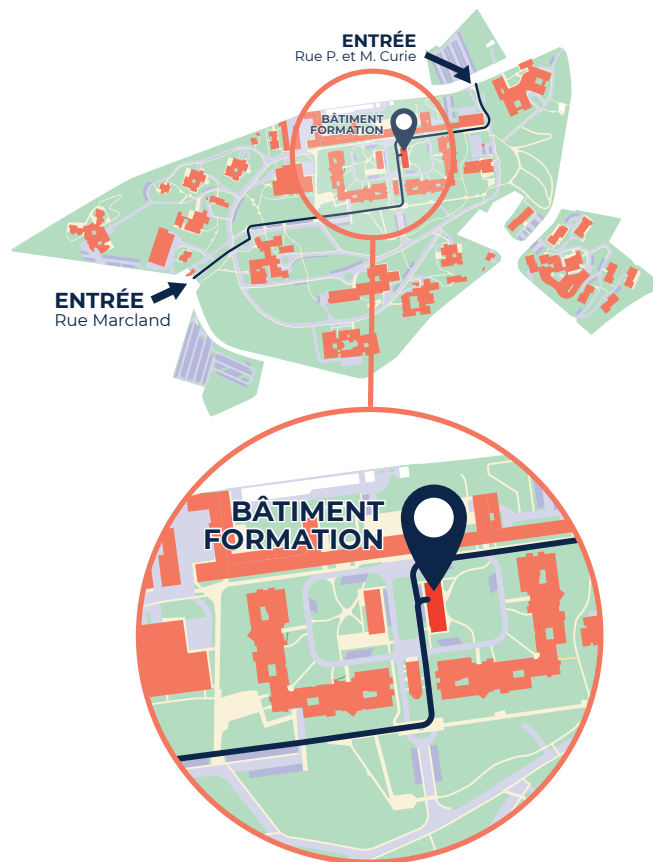 ENTRÉE
Rue P. et M. Curie
BÂTIMENT
FORMATION
ENTRÉE
Rue Marcland
BÂTIMENT
FORMATION